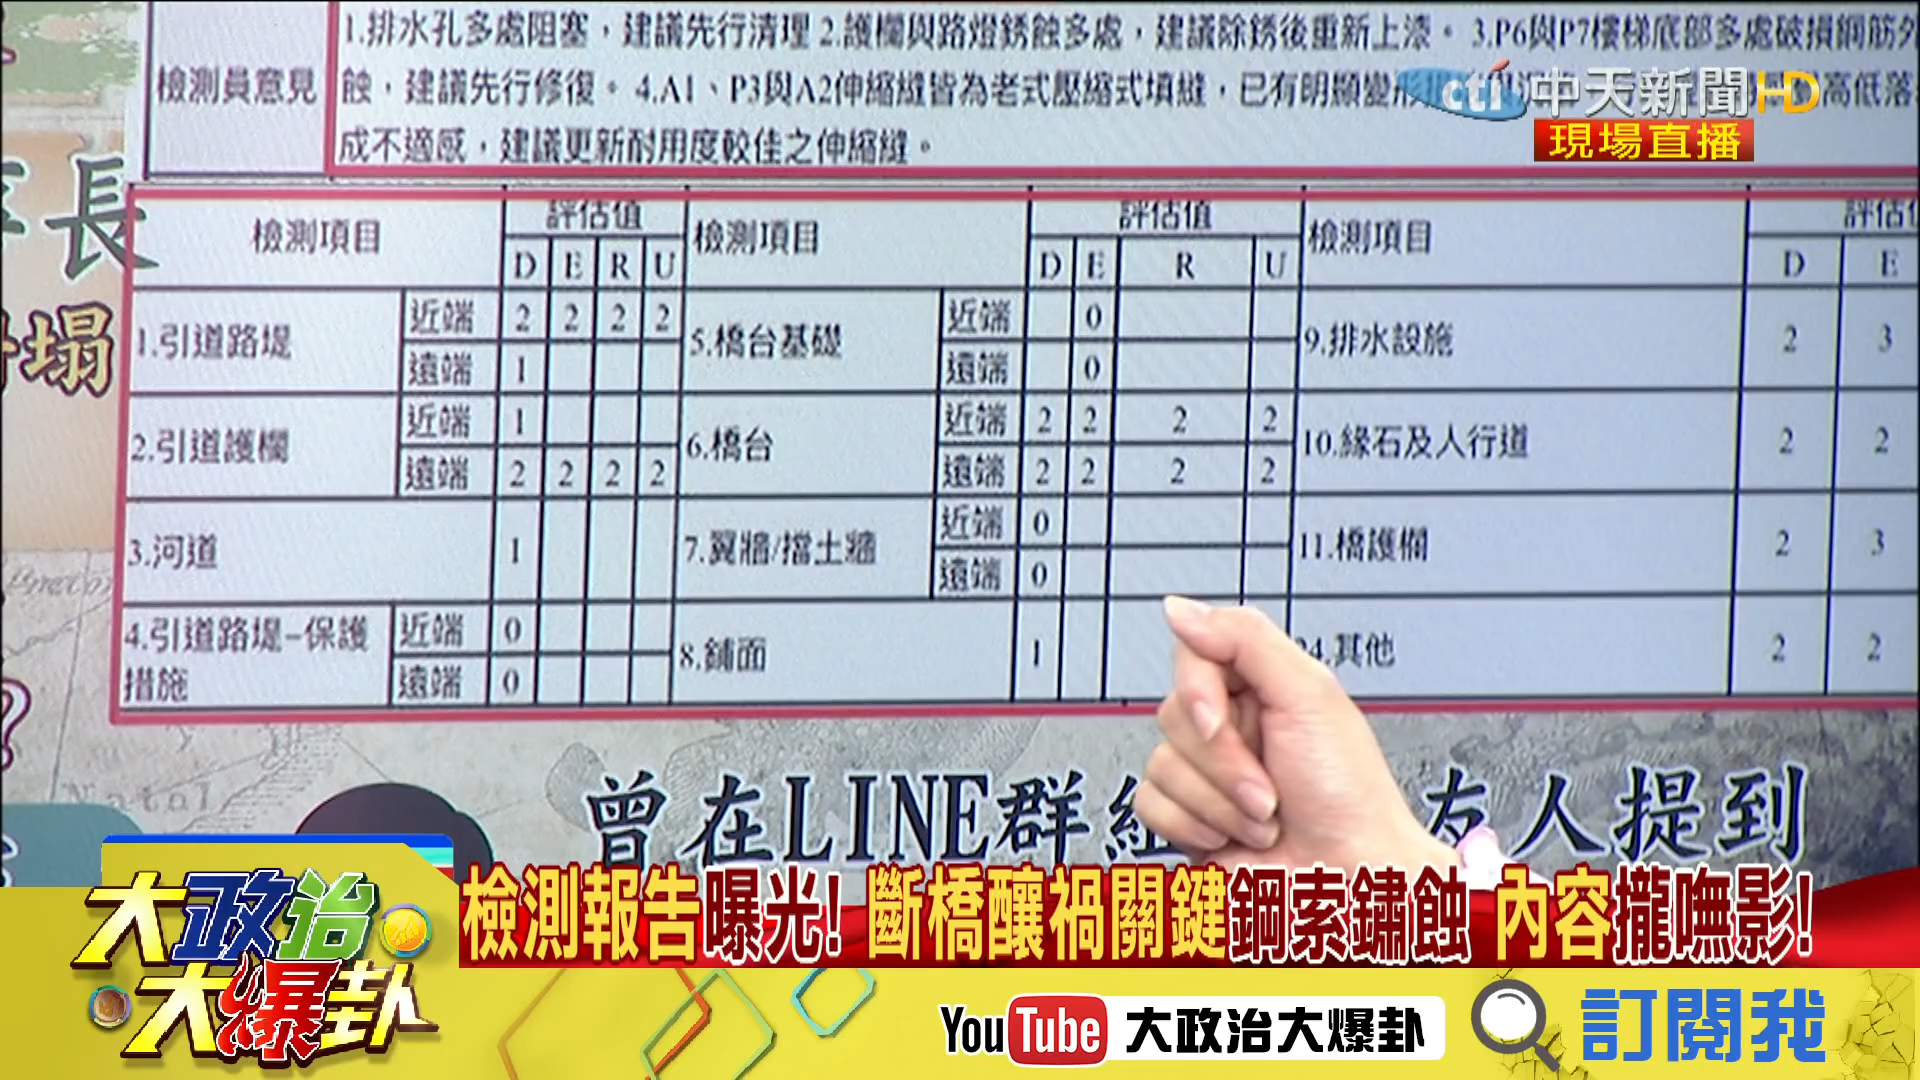 1.排水孔多處阻塞，建議先行清理 2.護欄與路燈銹蝕多處，建議除銹後重新上漆。 3.P6與P7樓梯底部多處破損鋼筋外
檢測員意見
蝕，建議先行修復。 4.A1、P3與A2伸縮縫皆為老式壓縮式填縫，已有明顯變形
高低落
cti 中天新聞HD
現場直播
成不適感，建議更新耐用度較佳之伸縮縫。
長
塌
檢測項目 評估值 檢測項目 評估值 檢測項目 評估
D E R U D E R U D E
1.引道路堤 近端 2 2 2 2 5.橋台基礎 近端 0 9.排水設施 2 3
遠端 1 遠端 0
2.引道護欄 近端 1 6.橋台 近端 2 2 2 2 10.緣石及人行道 2 2
遠端 2 2 2 2 遠端 2 2 2 2
3.河道 1 7.翼牆/擋土牆 近端 0 11.橋護欄 2 3
遠端 0
4.引道路堤-保護措施 近端 0 8.鋪面 1 24.其他 2 2
遠端 0
Natal
曾在LINE群組 友人提到
大政治大爆卦
檢測報告曝光! 斷橋釀禍關鍵鋼索鏽蝕 內容攏嘸影!
YouTube 大政治大爆卦 訂閱我